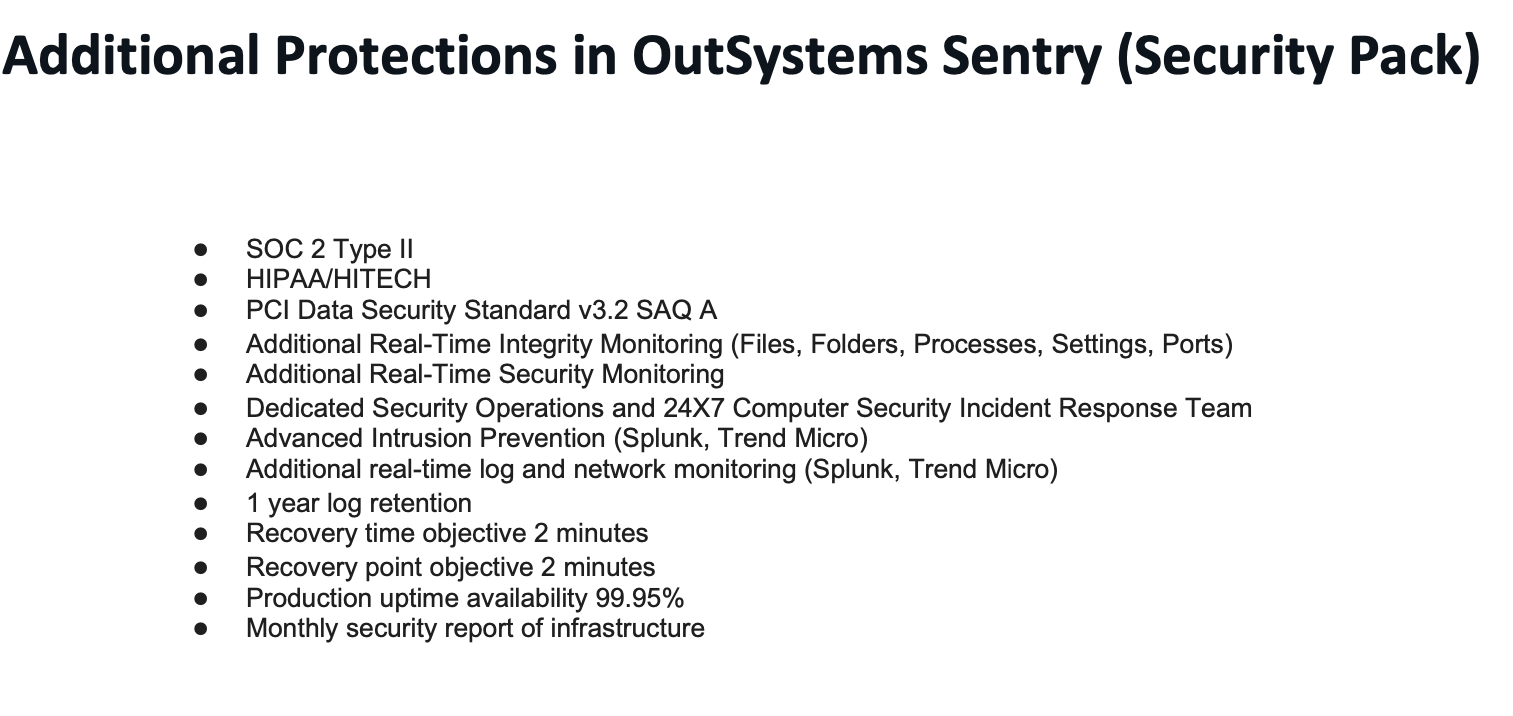 Additional Protections in OutSystems Sentry (Security Pack)
● SOC 2 Type II
● HIPAA/HITECH
● PCI Data Security Standard v3.2 SAQ A
● Additional Real-Time Integrity Monitoring (Files, Folders, Processes, Settings, Ports)
● Additional Real-Time Security Monitoring
● Dedicated Security Operations and 24X7 Computer Security Incident Response Team
● Advanced Intrusion Prevention (Splunk, Trend Micro)
● Additional real-time log and network monitoring (Splunk, Trend Micro)
● 1 year log retention
● Recovery time objective 2 minutes
● Recovery point objective 2 minutes
● Production uptime availability 99.95%
● Monthly security report of infrastructure